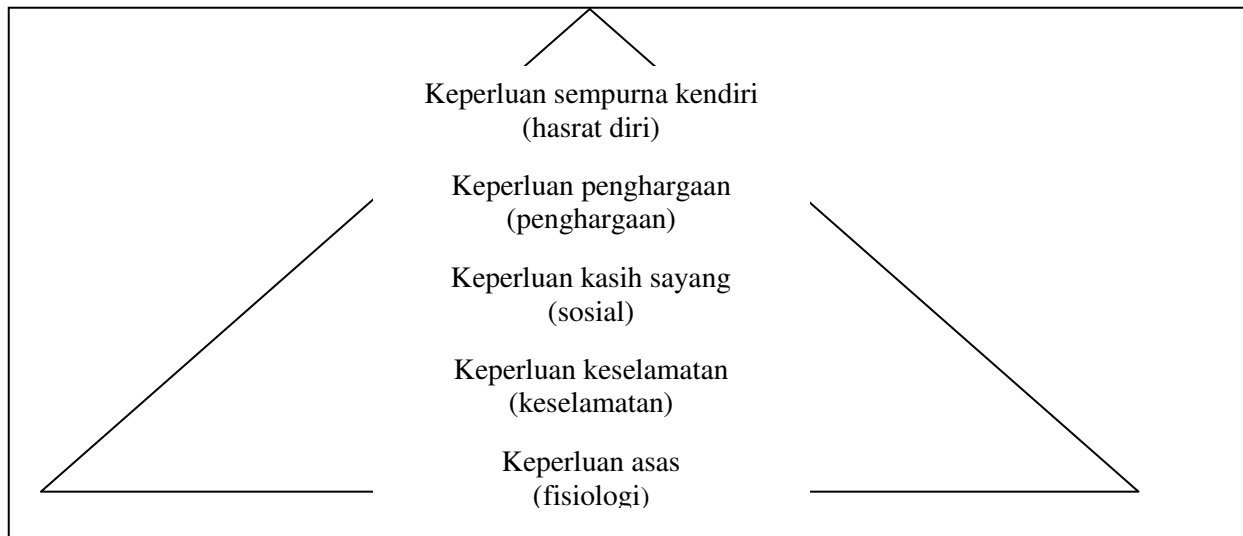 Keperluan sempurna kendiri
(hasrat diri)
Keperluan penghargaan
(penghargaan)
Keperluan kasih sayang
(sosial)
Keperluan keselamatan
(keselamatan)
Keperluan asas
(fisiologi)